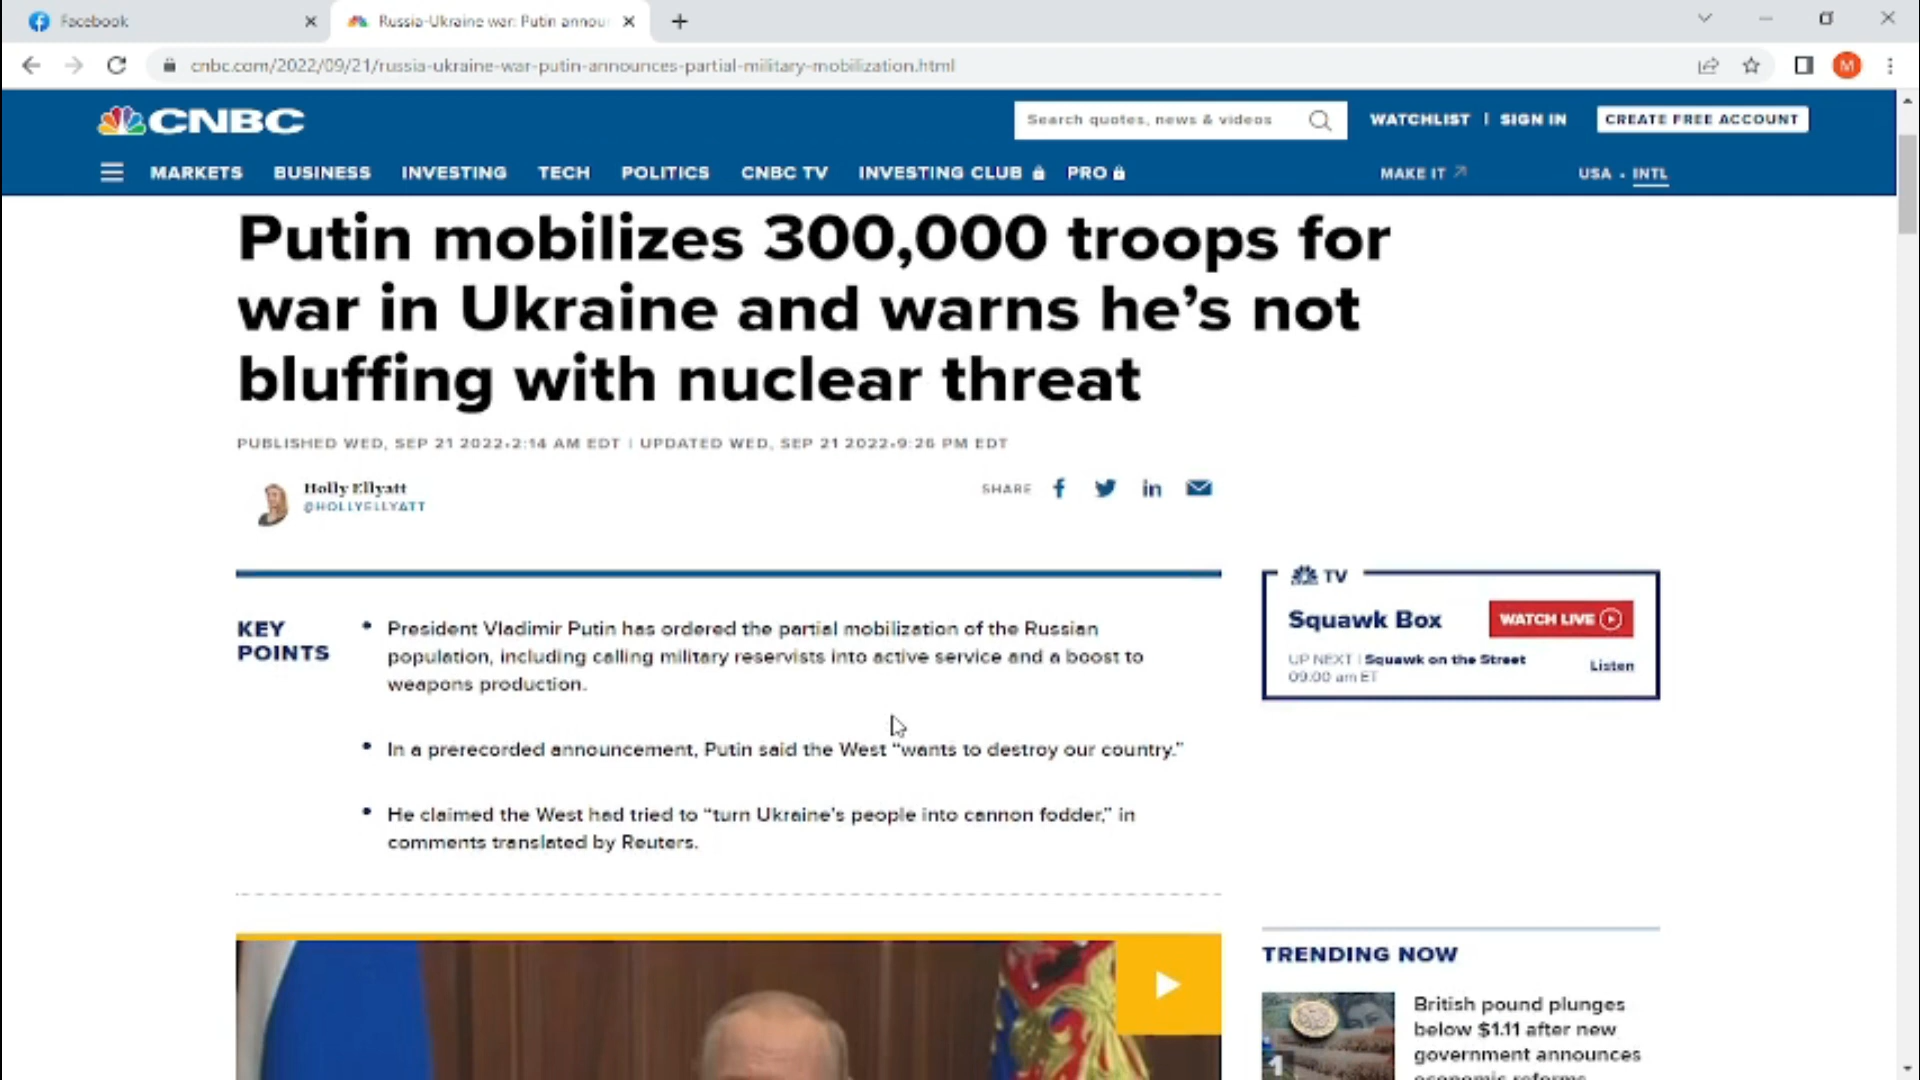 Facebook
Russia-Ukraine war: Putin annou
cnbc.com/2022/09/21/russia-ukraine-war-putin-announces-partial-military-mobilization.html
M
CNBC
Search quotes, news & videos
WATCHLIST | SIGN IN
CREATE FREE ACCOUNT
MARKETS BUSINESS INVESTING TECH POLITICS CNBC TV INVESTING CLUB PRO
MAKE IT
USA • INTL
Putin mobilizes 300,000 troops for
war in Ukraine and warns he’s not
bluffing with nuclear threat
PUBLISHED WED, SEP 21 2022•2:14 AM EDT | UPDATED WED, SEP 21 2022•9:26 PM EDT
Holly Ellyatt
@HOLLYELLYATT
SHARE
KEY
POINTS
• President Vladimir Putin has ordered the partial mobilization of the Russian
population, including calling military reservists into active service and a boost to
weapons production.
• In a prerecorded announcement, Putin said the West “wants to destroy our country.”
• He claimed the West had tried to “turn Ukraine’s people into cannon fodder,” in
comments translated by Reuters.
TV
Squawk Box
WATCH LIVE
UP NEXT | Squawk on the Street
09:00 am ET
Listen
TRENDING NOW
1
British pound plunges
below $1.11 after new
government announces
economic reforms